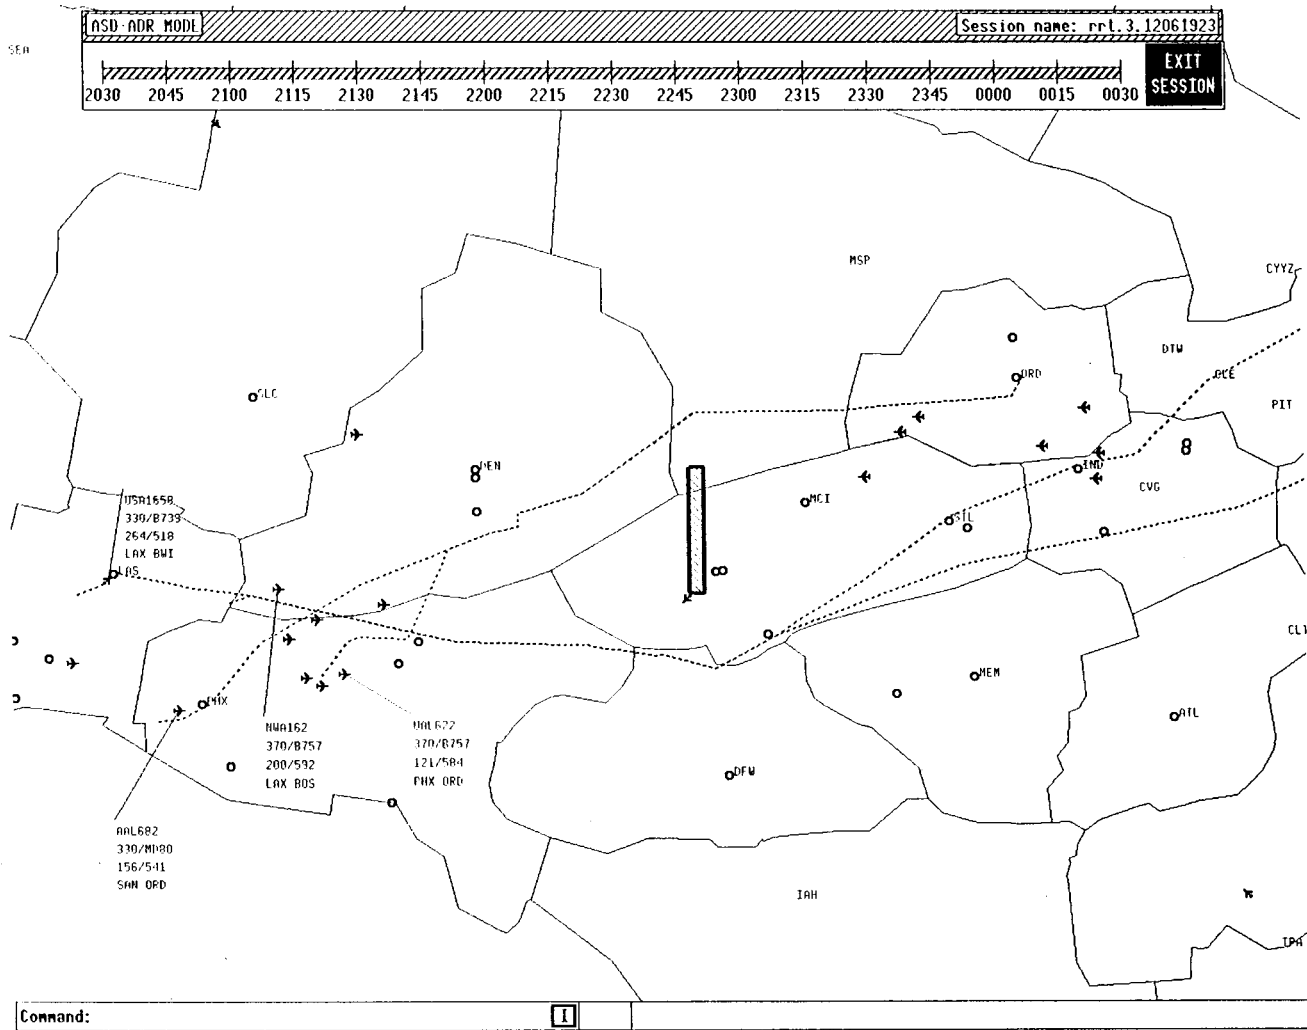 ASD-ADR MODE
Session name: rrt.3.12061923
SEA
EXIT
SESSION
2030 2045 2100 2115 2130 2145 2200 2215 2230 2245 2300 2315 2330 2345 0000 0015 0030
MSP
CYYZ
DTW
CLE
ORD
SLC
PIT
DEN
IND
CVG
MCI
USA1658
330/B73?
264/518
LAX BWI
STL
LAS
CLT
MEM
PHX
ATL
NWA162
370/B757
200/592
LAX BOS
UAL622
370/B757
121/584
PHX ORD
DFW
AAL682
330/MD80
156/541
SAN ORD
IAH
TPA
Command:
I